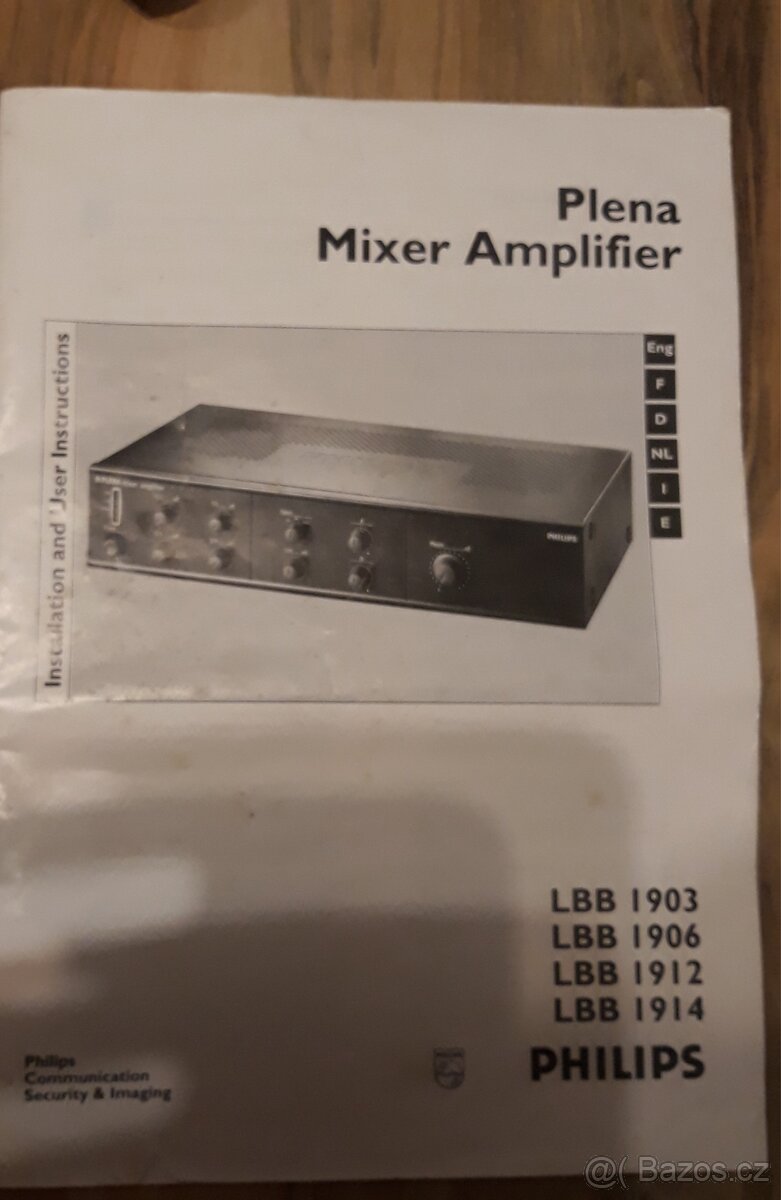 Plena
Mixer Amplifier
Installation and User Instructions
Eng
F
D
NL
I
E
PHILIPS
LBB 1903
LBB 1906
LBB 1912
LBB 1914
Philips
Communication
Security & Imaging
PHILIPS
@( Bazos.cz